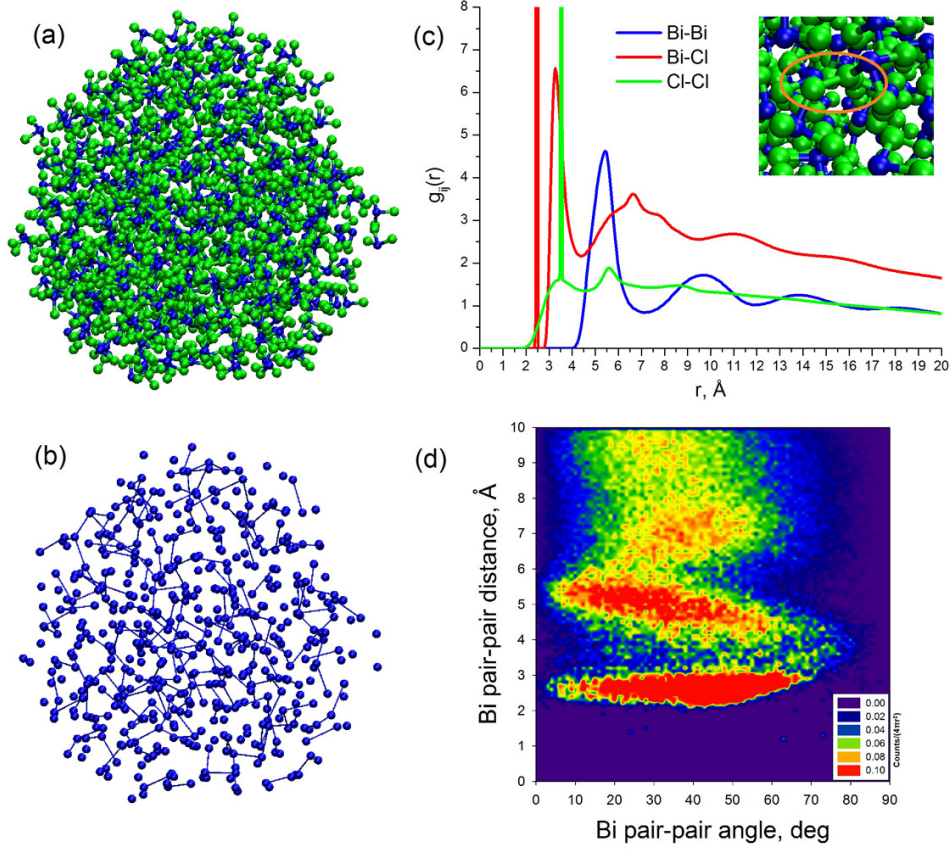 (a)
(c)
8
7
6
5
4
3
2
1
0
g_ij(r)
Bi-Bi
Bi-Cl
Cl-Cl
0 1 2 3 4 5 6 7 8 9 10 11 12 13 14 15 16 17 18 19 20
r, Å
(b)
(d)
10
9
8
7
6
5
4
3
2
1
0
Bi pair-pair distance, Å
0.00
0.02
0.04
0.06
0.08
0.10
Counts/(4πr²)
0 10 20 30 40 50 60 70 80 90
Bi pair-pair angle, deg